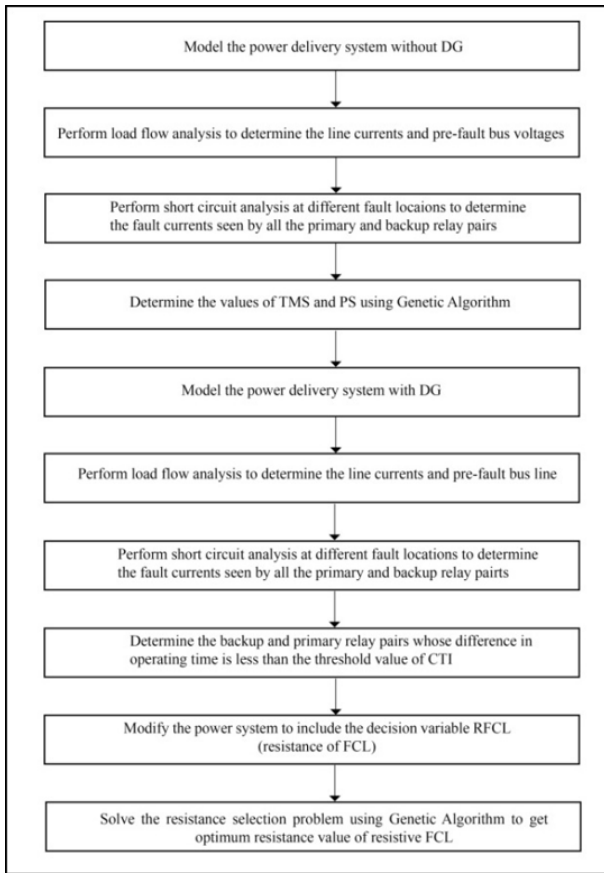 Model the power delivery system without DG
Perform load flow analysis to determine the line currents and pre-fault bus voltages
Perform short circuit analysis at different fault locaions to determine
the fault currents seen by all the primary and backup relay pairs
Determine the values of TMS and PS using Genetic Algorithm
Model the power delivery system with DG
Perform load flow analysis to determine the line currents and pre-fault bus line
Perform short circuit analysis at different fault locations to determine
the fault currents seen by all the primary and backup relay pairts
Determine the backup and primary relay pairs whose difference in
operating time is less than the threshold value of CTI
Modify the power system to include the decision variable RFCL
(resistance of FCL)
Solve the resistance selection problem using Genetic Algorithm to get
optimum resistance value of resistive FCL